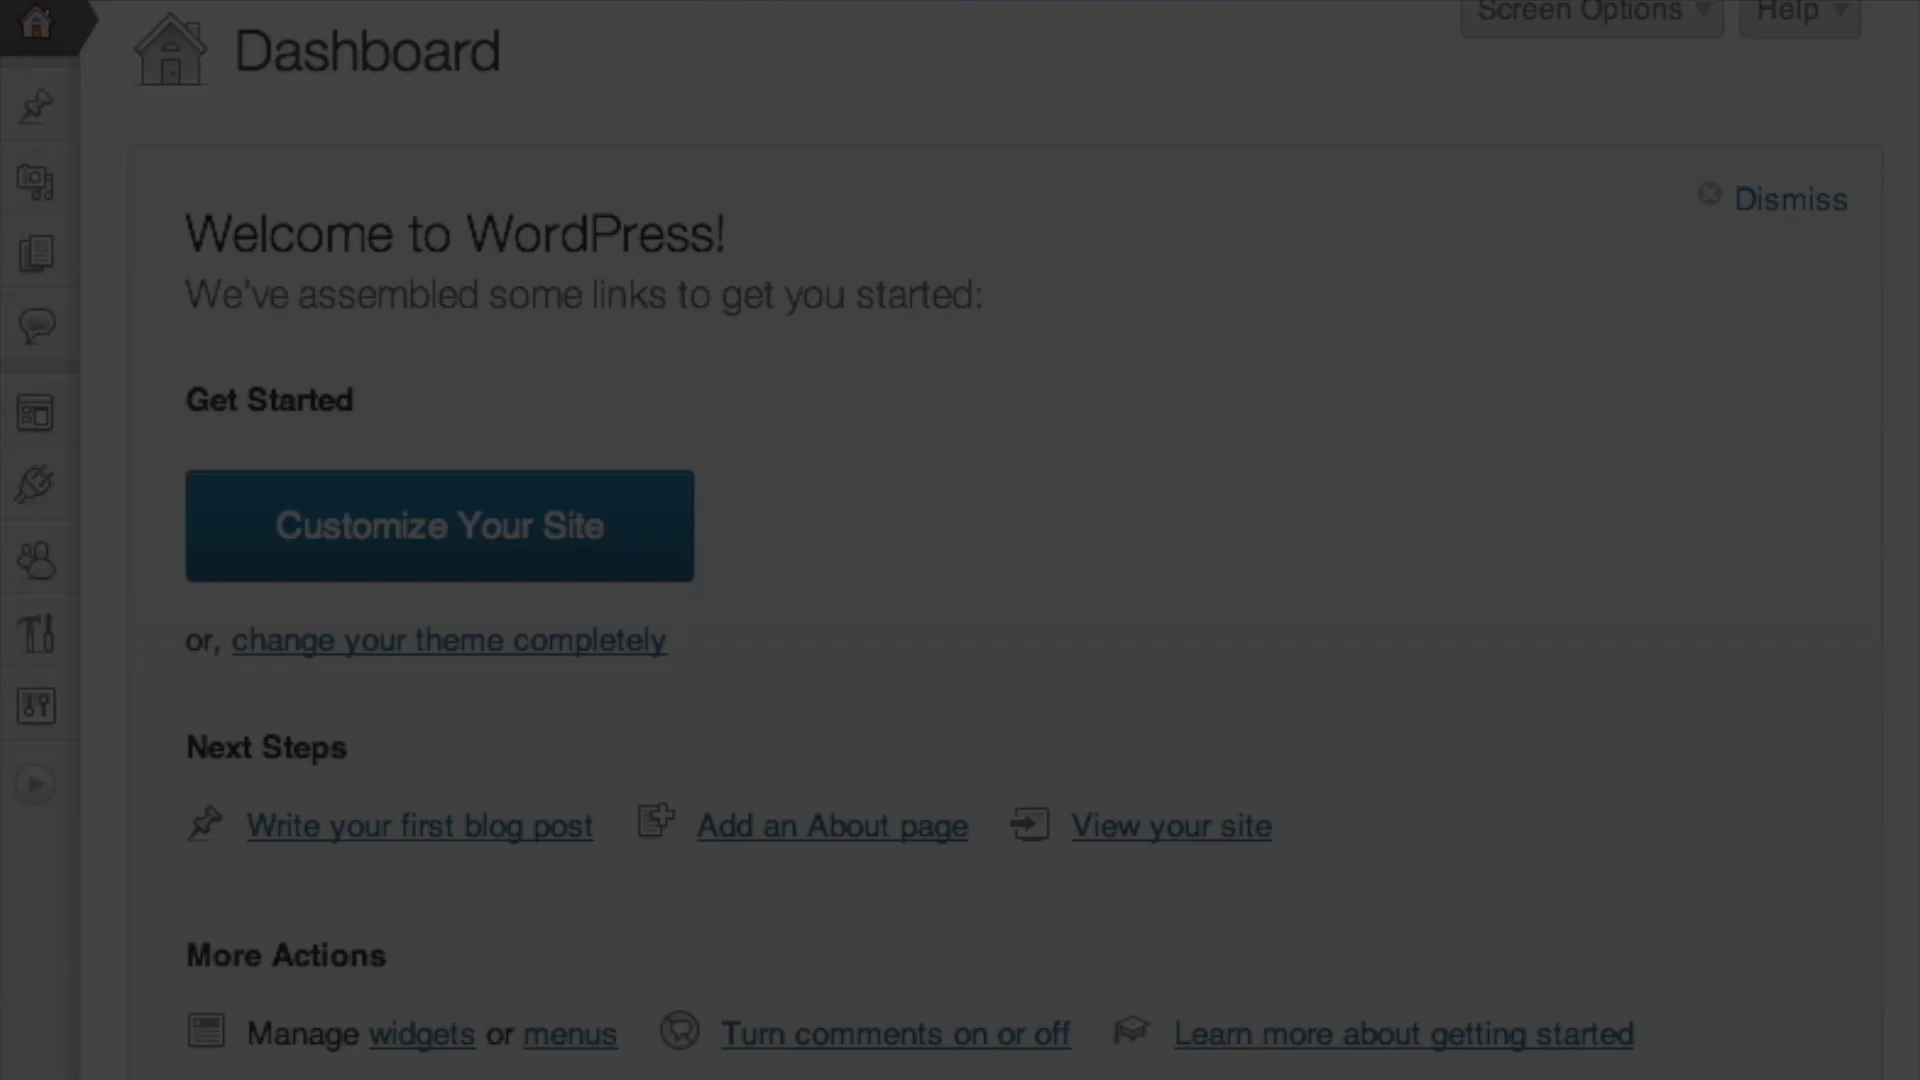 Screen Options
Help
Dashboard
Dismiss
Welcome to WordPress!
We've assembled some links to get you started:
Get Started
Customize Your Site
or, change your theme completely
Next Steps
Write your first blog post
Add an About page
View your site
More Actions
Manage widgets or menus
Turn comments on or off
Learn more about getting started